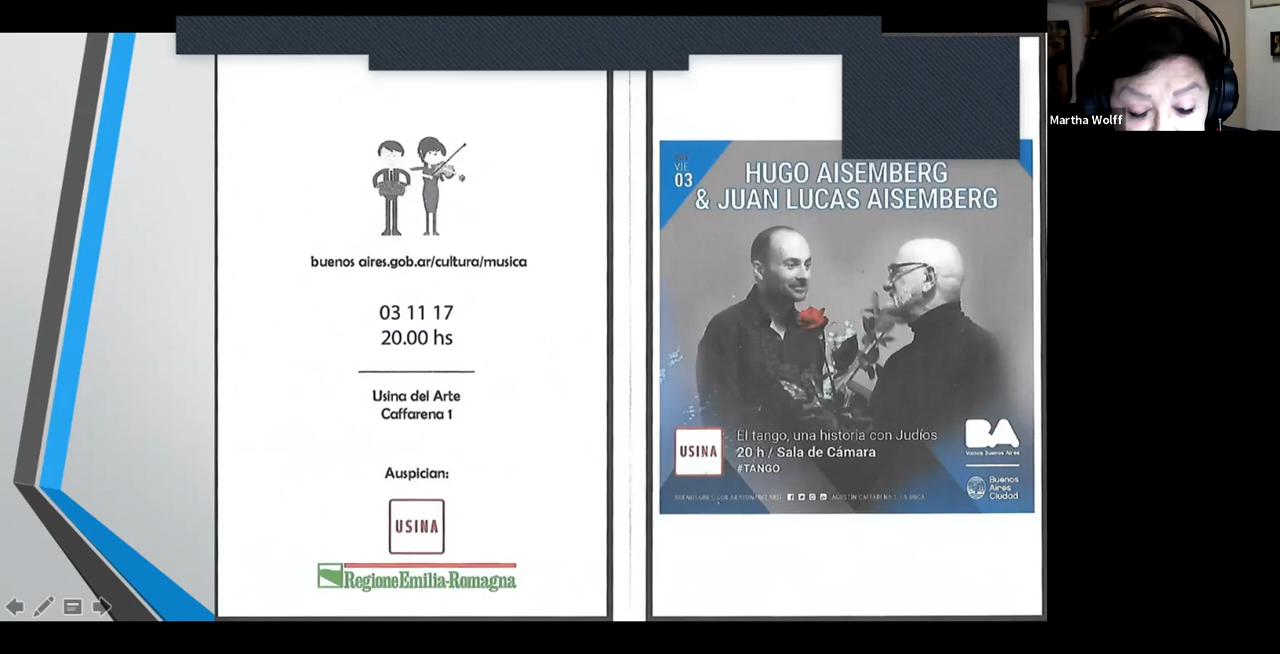 buenos aires.gob.ar/cultura/musica
03 11 17
20.00 hs
Usina del Arte
Caffarena 1
Auspician:
USINA
RegioneEmilia-Romagna
VIE
03
HUGO AISEMBERG
& JUAN LUCAS AISEMBERG
USINA
El tango, una historia con Judíos
20 h / Sala de Cámara
#TANGO
BA
Vamos Buenos Aires
Buenos
Aires
Ciudad
Martha Wolff